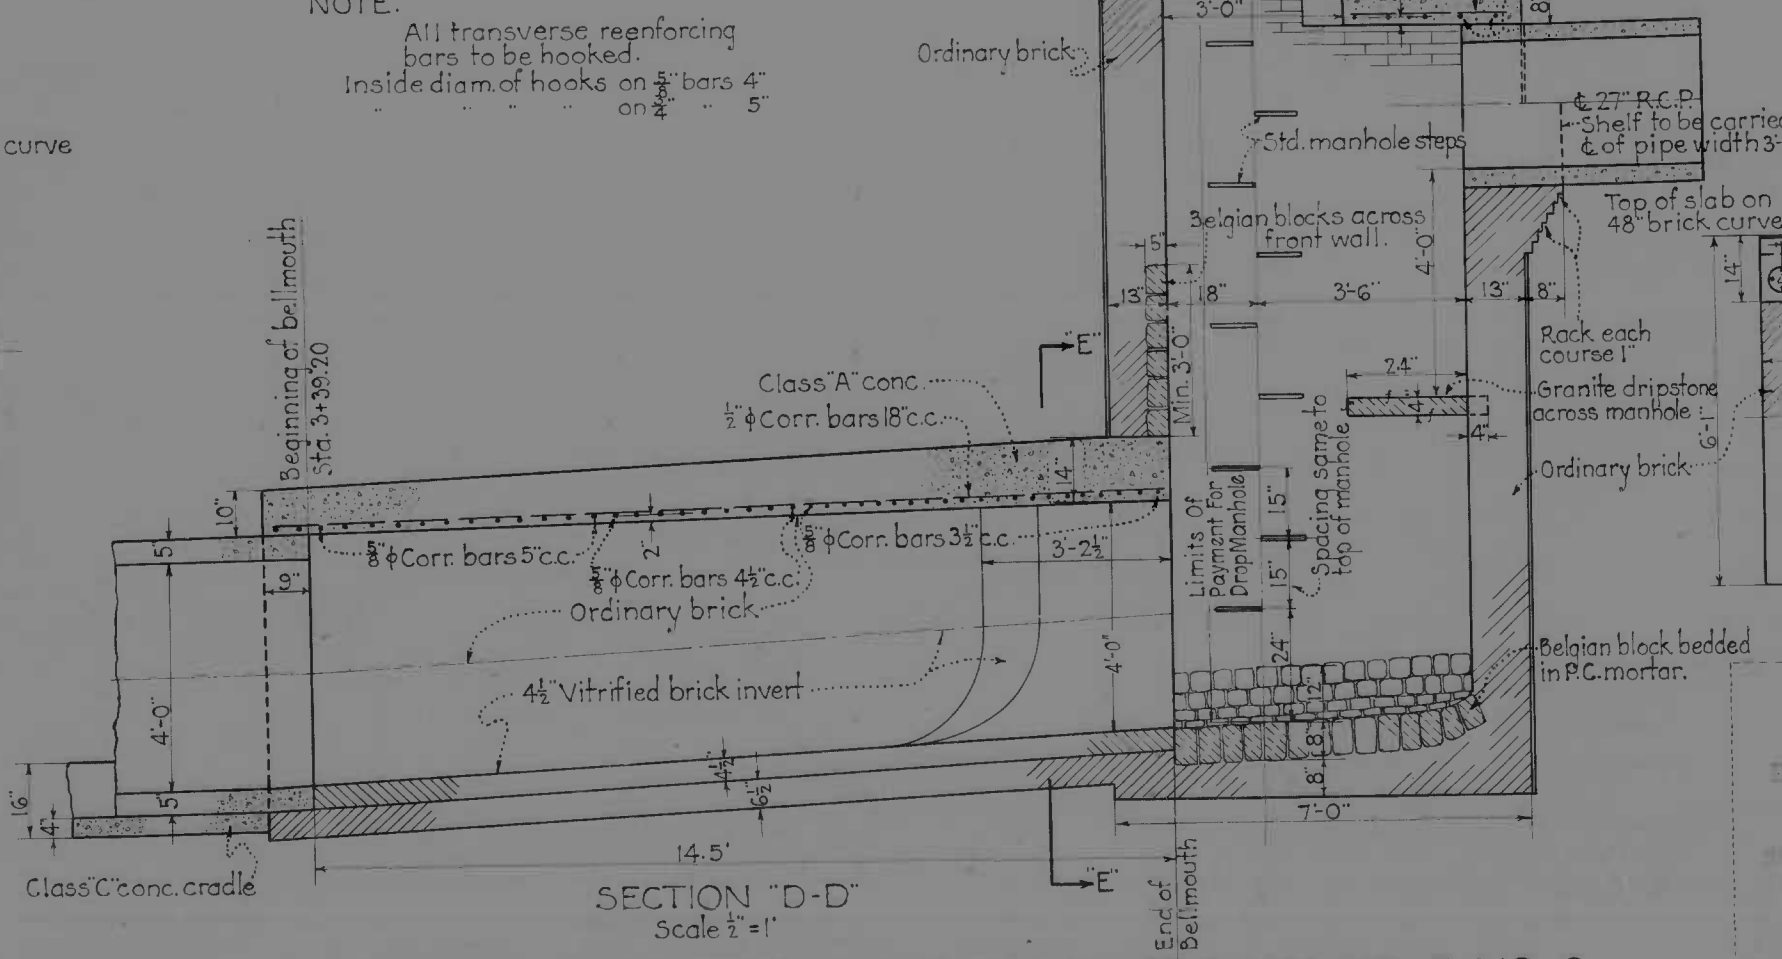 NOTE.
All transverse reenforcing
bars to be hooked.
Inside diam. of hooks on 5/8" bars 4"
" " " " on 3/4" " 5"
curve
Ordinary brick
3'-0"
8"
Std. manhole steps
℄ 27" R.C.P.
Shelf to be carried
℄ of pipe width 3'-
Top of slab on
48" brick curve
Belgian blocks across
front wall.
5"
4'-0"
14"
13"
18"
3'-6"
13"
8"
Rack each
course 1"
Min. 3'-0"
24"
4"
4"
Granite dripstone
across manhole
6'-1
Ordinary brick
"E"
Beginning of bellmouth
Sta. 3+39.20
Class "A" conc.
1/2" ϕ Corr. bars 18" c.c.
14"
10"
5"
9"
5/8" ϕ Corr. bars 5" c.c.
2"
5/8" ϕ Corr. bars 4 1/2" c.c.
5/8" ϕ Corr. bars 3 1/2" c.c.
3'-2 1/2"
Limits Of
Payment For
Drop Manhole
15"
15"
24"
Spacing same to
top of manhole
Ordinary brick
4 1/2" Vitrified brick invert
4'-0"
4'-0"
12"
8"
8"
Belgian block bedded
in P.C. mortar.
16"
4"
5"
4 1/2"
6 1/2"
7'-0"
14.5'
Class "C" conc. cradle
"E"
End of
Bellmouth
SECTION "D-D"
Scale 1/2" = 1'